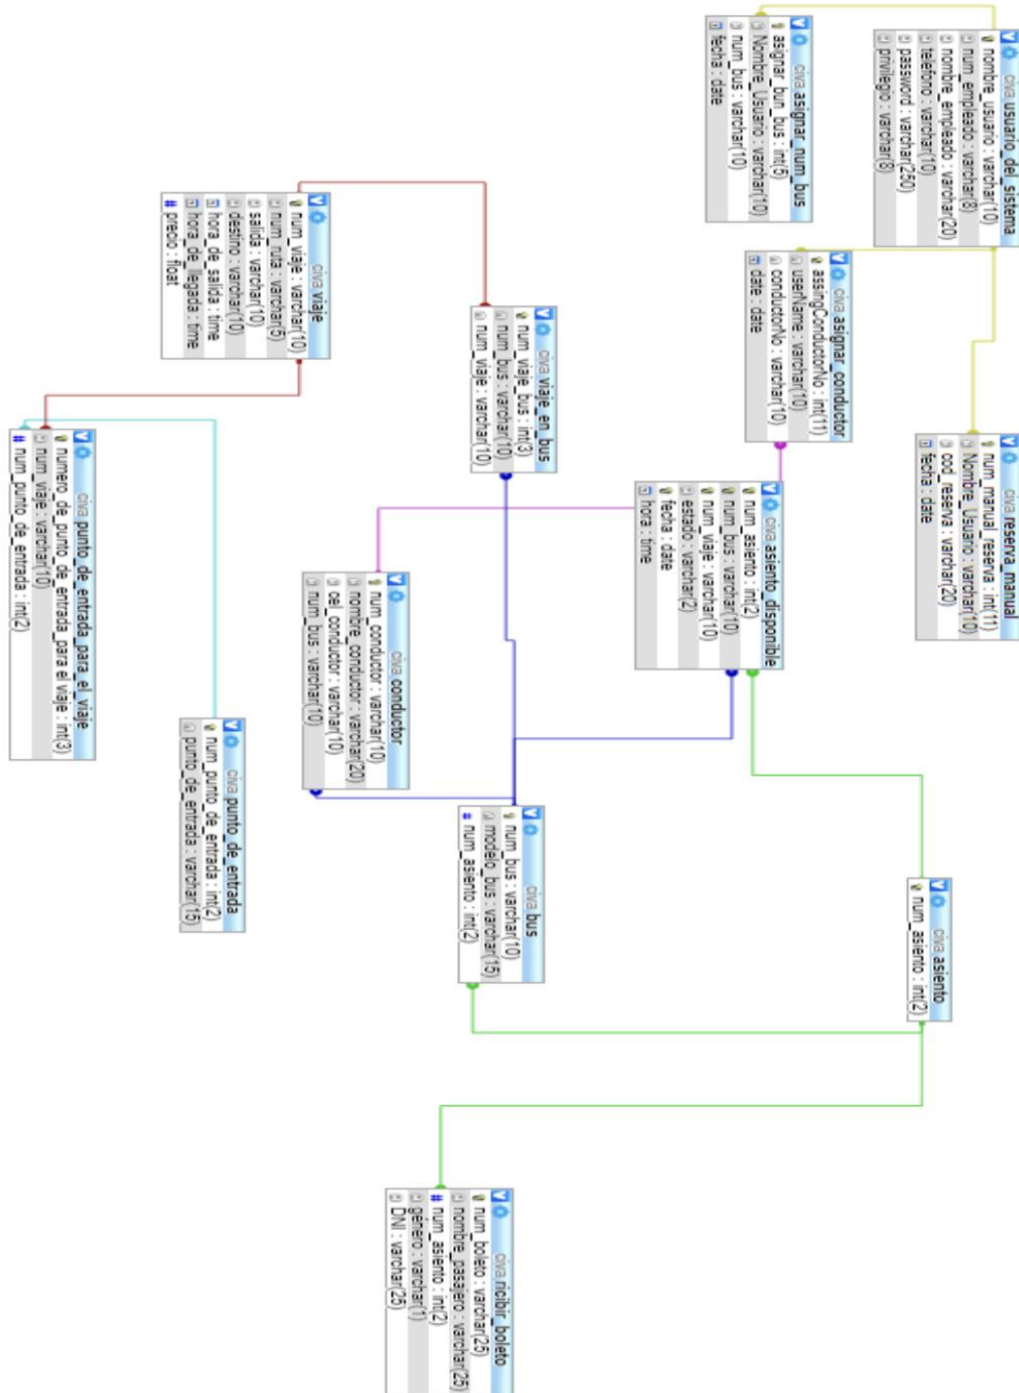 civa usuario_del_sistema
nombre_usuario : varchar(10)
num_empleado : varchar(8)
nombre_empleado : varchar(20)
telefono : varchar(10)
password : varchar(250)
privilegio : varchar(8)
civa asignar_num_bus
asignar_bun_bus : int(5)
Nombre_Usuario : varchar(10)
num_bus : varchar(10)
fecha : date
civa asignar_conductor
assingConductorNo : int(11)
userName : varchar(10)
conductorNo : varchar(10)
date : date
civa reserva_manual
num_manual_reserva : int(11)
Nombre_Usuario : varchar(10)
cod_reserva : varchar(20)
fecha : date
civa viaje
num_viaje : varchar(10)
num_ruta : varchar(5)
salida : varchar(10)
destino : varchar(10)
hora_de_salida : time
hora_de_llegada : time
precio : float
civa viaje_en_bus
num_viaje_bus : int(3)
num_bus : varchar(10)
num_viaje : varchar(10)
civa asiento_disponible
num_asiento : int(2)
num_bus : varchar(10)
num_viaje : varchar(10)
estado : varchar(2)
fecha : date
hora : time
civa punto_de_entrada_para_el_viaje
numero_de_punto_de_entrada_para el viaje : int(3)
num_viaje : varchar(10)
num_punto_de_entrada : int(2)
civa conductor
num_conductor : varchar(10)
nombre_conductor : varchar(20)
cel_conductor : varchar(10)
num_bus : varchar(10)
civa punto_de_entrada
num_punto_de_entrada : int(2)
punto_de_entrada : varchar(15)
civa bus
num_bus : varchar(10)
modelo_bus : varchar(15)
num_asiento : int(2)
civa asiento
num_asiento : int(2)
civa ricibir_boleto
num_boleto : varchar(25)
nombre_pasajero : varchar(25)
num_asiento : int(2)
género : varchar(1)
DNI : varchar(25)